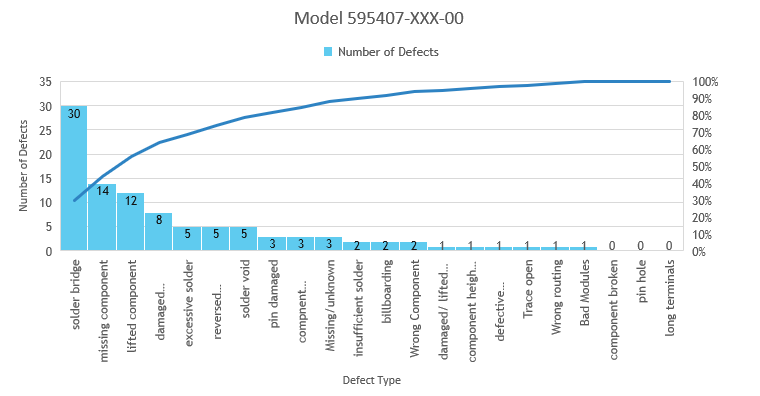 Model 595407-XXX-00
Number of Defects
35
30
25
20
15
10
5
0
Number of Defects
100%
90%
80%
70%
60%
50%
40%
30%
20%
10%
0%
30
14
12
8
5
5
5
3
3
3
2
2
2
1
1
1
1
1
1
0
0
0
solder bridge
missing component
lifted component
damaged...
excessive solder
reversed...
solder void
pin damaged
compnent...
Missing/unknown
insufficient solder
billboarding
Wrong Component
damaged/ lifted...
component heigh...
defective...
Trace open
Wrong routing
Bad Modules
component broken
pin hole
long terminals
Defect Type